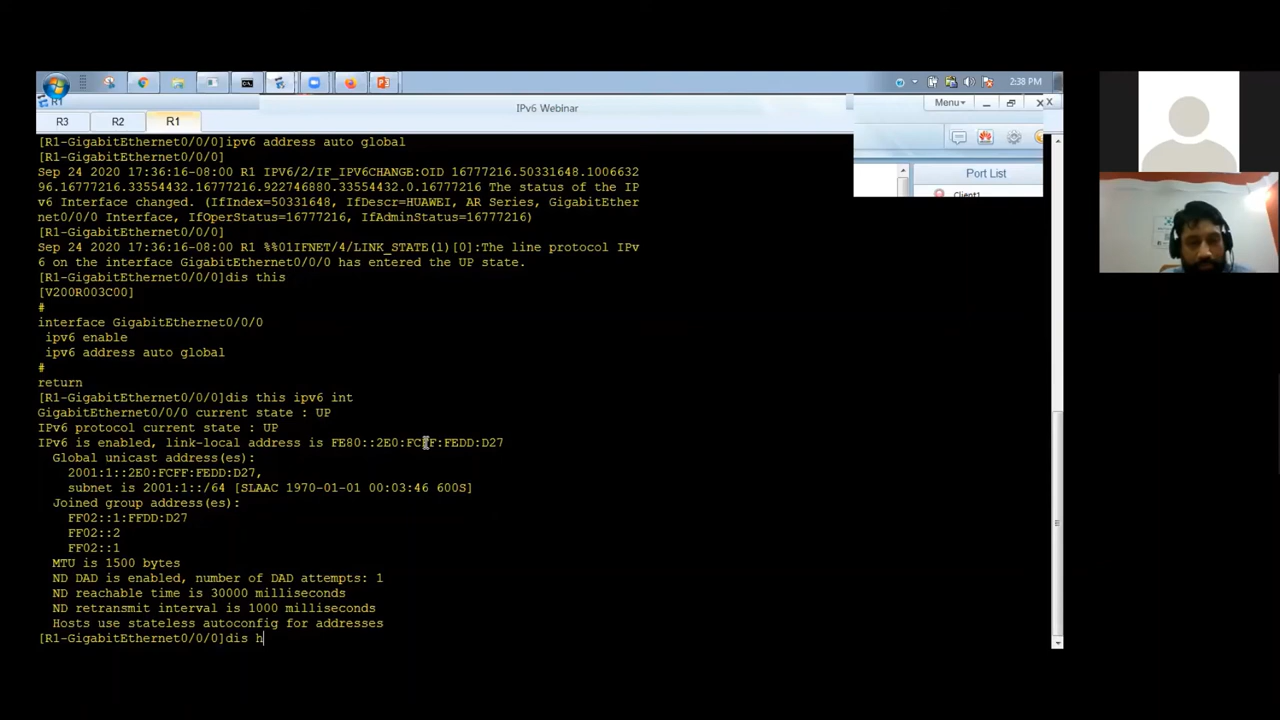 2:38 PM
R1
IPv6 Webinar
Menu
R3
R2
R1
[R1-GigabitEthernet0/0/0]ipv6 address auto global
[R1-GigabitEthernet0/0/0]
Sep 24 2020 17:36:16-08:00 R1 IPV6/2/IF_IPV6CHANGE:OID 16777216.50331648.1006632
96.16777216.33554432.16777216.922746880.33554432.0.16777216 The status of the IP
v6 Interface changed. (IfIndex=50331648, IfDescr=HUAWEI, AR Series, GigabitEther
net0/0/0 Interface, IfOperStatus=16777216, IfAdminStatus=16777216)
[R1-GigabitEthernet0/0/0]
Sep 24 2020 17:36:16-08:00 R1 %%01IFNET/4/LINK_STATE(l)[0]:The line protocol IPv
6 on the interface GigabitEthernet0/0/0 has entered the UP state.
[R1-GigabitEthernet0/0/0]dis this
[V200R003C00]
#
interface GigabitEthernet0/0/0
ipv6 enable
ipv6 address auto global
#
return
[R1-GigabitEthernet0/0/0]dis this ipv6 int
GigabitEthernet0/0/0 current state : UP
IPv6 protocol current state : UP
IPv6 is enabled, link-local address is FE80::2E0:FCFF:FEDD:D27
Global unicast address(es):
2001:1::2E0:FCFF:FEDD:D27,
subnet is 2001:1::/64 [SLAAC 1970-01-01 00:03:46 600S]
Joined group address(es):
FF02::1:FFDD:D27
FF02::2
FF02::1
MTU is 1500 bytes
ND DAD is enabled, number of DAD attempts: 1
ND reachable time is 30000 milliseconds
ND retransmit interval is 1000 milliseconds
Hosts use stateless autoconfig for addresses
[R1-GigabitEthernet0/0/0]dis h
Port List
Client1